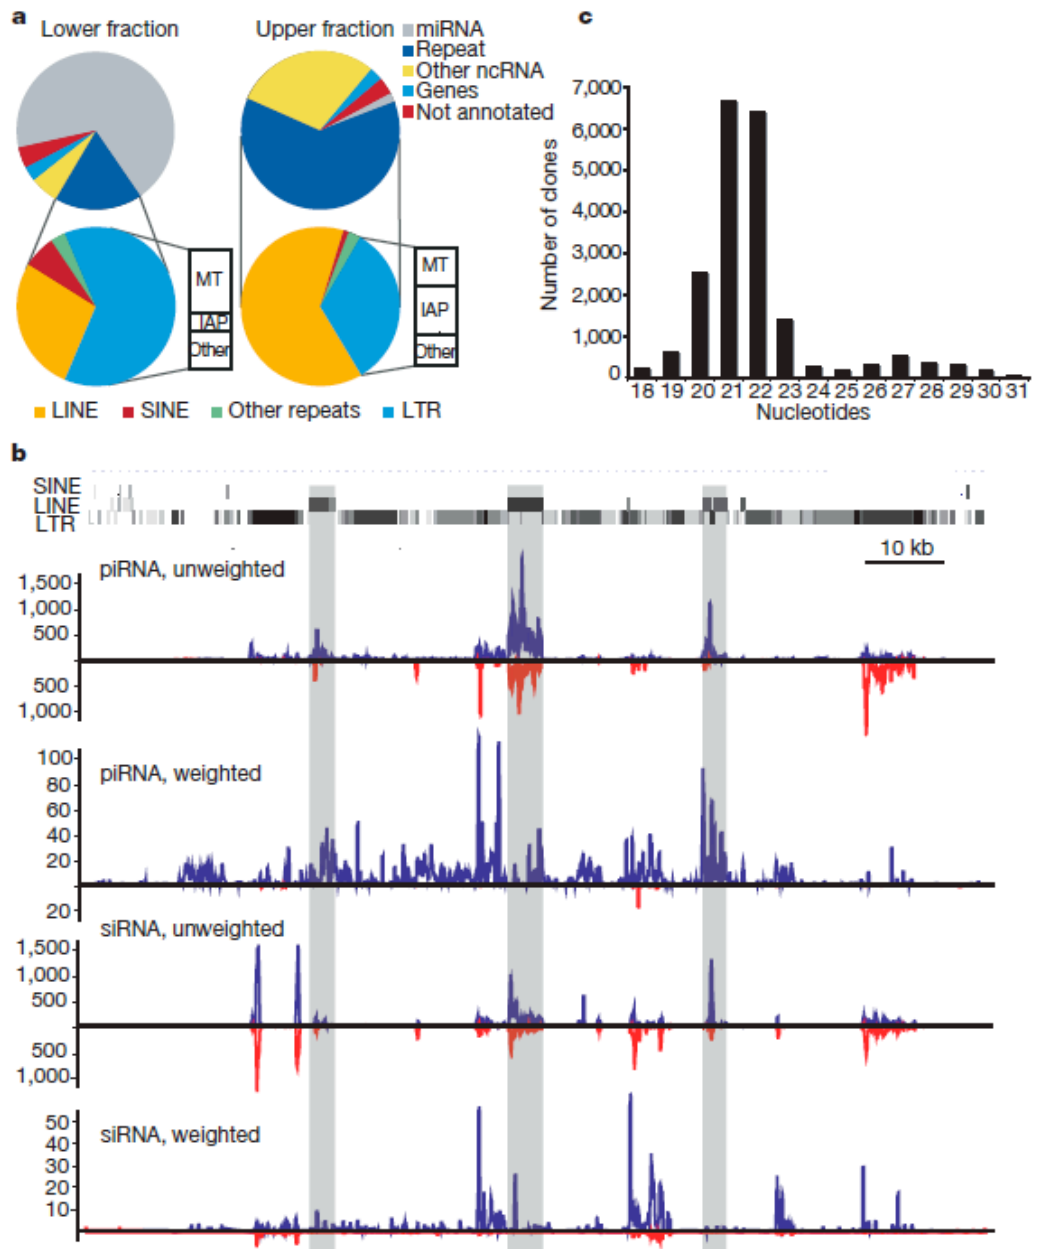 a
Lower fraction
Upper fraction
miRNA
Repeat
Other ncRNA
Genes
Not annotated
MT
IAP
Other
MT
IAP
Other
LINE SINE Other repeats LTR
c
Number of clones
7,000
6,000
5,000
4,000
3,000
2,000
1,000
0
18 19 20 21 22 23 24 25 26 27 28 29 30 31
Nucleotides
b
SINE
LINE
LTR
10 kb
piRNA, unweighted
1,500
1,000
500
500
1,000
piRNA, weighted
100
80
60
40
20
20
siRNA, unweighted
1,500
1,000
500
500
1,000
siRNA, weighted
50
40
30
20
10